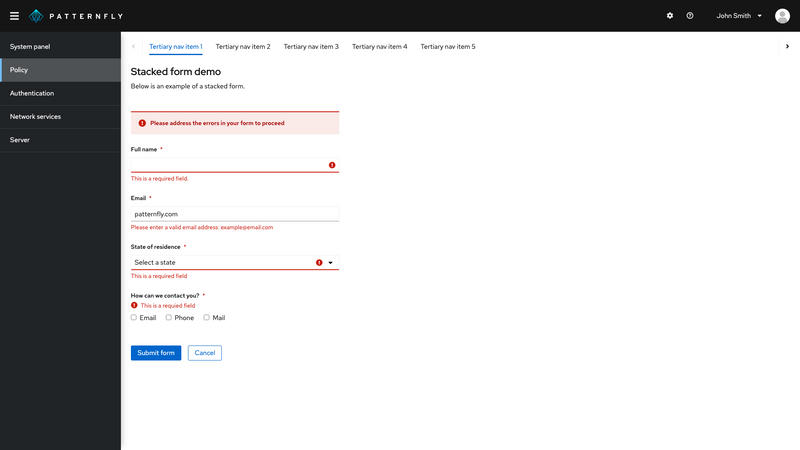 PATTERNFLY
John Smith
System panel
Policy
Authentication
Network services
Server
Tertiary nav item 1 Tertiary nav item 2 Tertiary nav item 3 Tertiary nav item 4 Tertiary nav item 5
Stacked form demo
Below is an example of a stacked form.
Please address the errors in your form to proceed
Full name *
This is a required field.
Email *
patternfly.com
Please enter a valid email address: example@email.com
State of residence *
Select a state
This is a required field
How can we contact you? *
This is a requied field
Email Phone Mail
Submit form Cancel